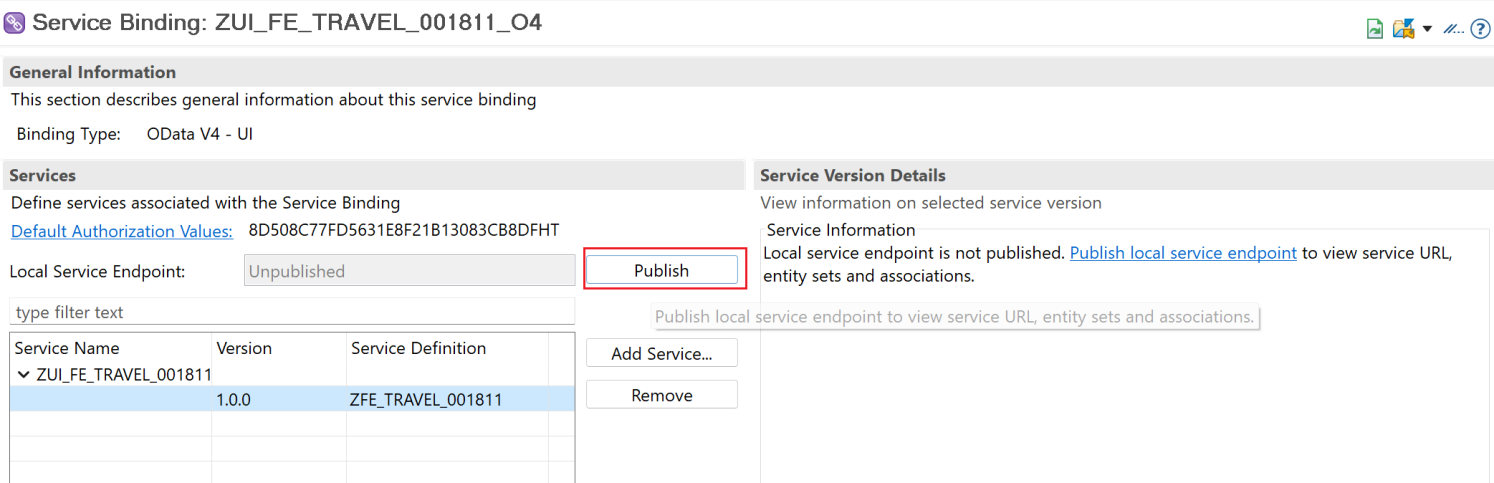 Service Binding: ZUI_FE_TRAVEL_001811_O4
General Information
This section describes general information about this service binding
Binding Type: OData V4 - UI
Services
Define services associated with the Service Binding
Default Authorization Values: 8D508C77FD5631E8F21B13083CB8DFHT
Local Service Endpoint: Unpublished Publish
type filter text
Service Name Version Service Definition
ZUI_FE_TRAVEL_001811
1.0.0 ZFE_TRAVEL_001811
Add Service...
Remove
Service Version Details
View information on selected service version
Service Information
Local service endpoint is not published. Publish local service endpoint to view service URL,
entity sets and associations.
Publish local service endpoint to view service URL, entity sets and associations.